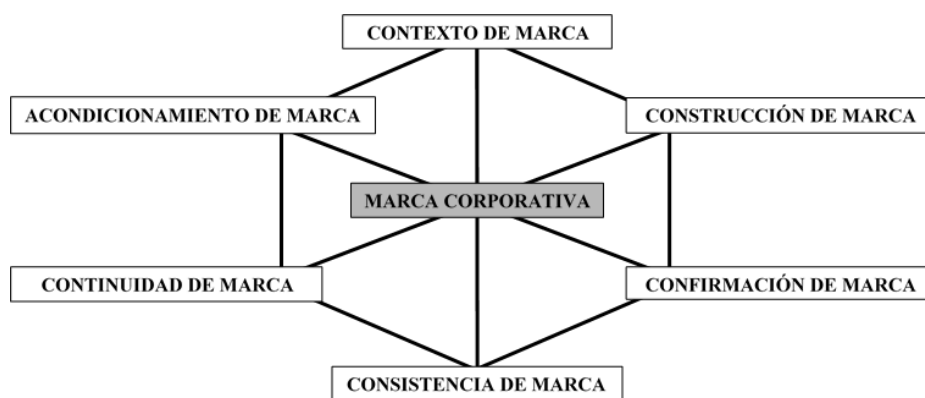 CONTEXTO DE MARCA
ACONDICIONAMIENTO DE MARCA
CONSTRUCCIÓN DE MARCA
MARCA CORPORATIVA
CONTINUIDAD DE MARCA
CONFIRMACIÓN DE MARCA
CONSISTENCIA DE MARCA